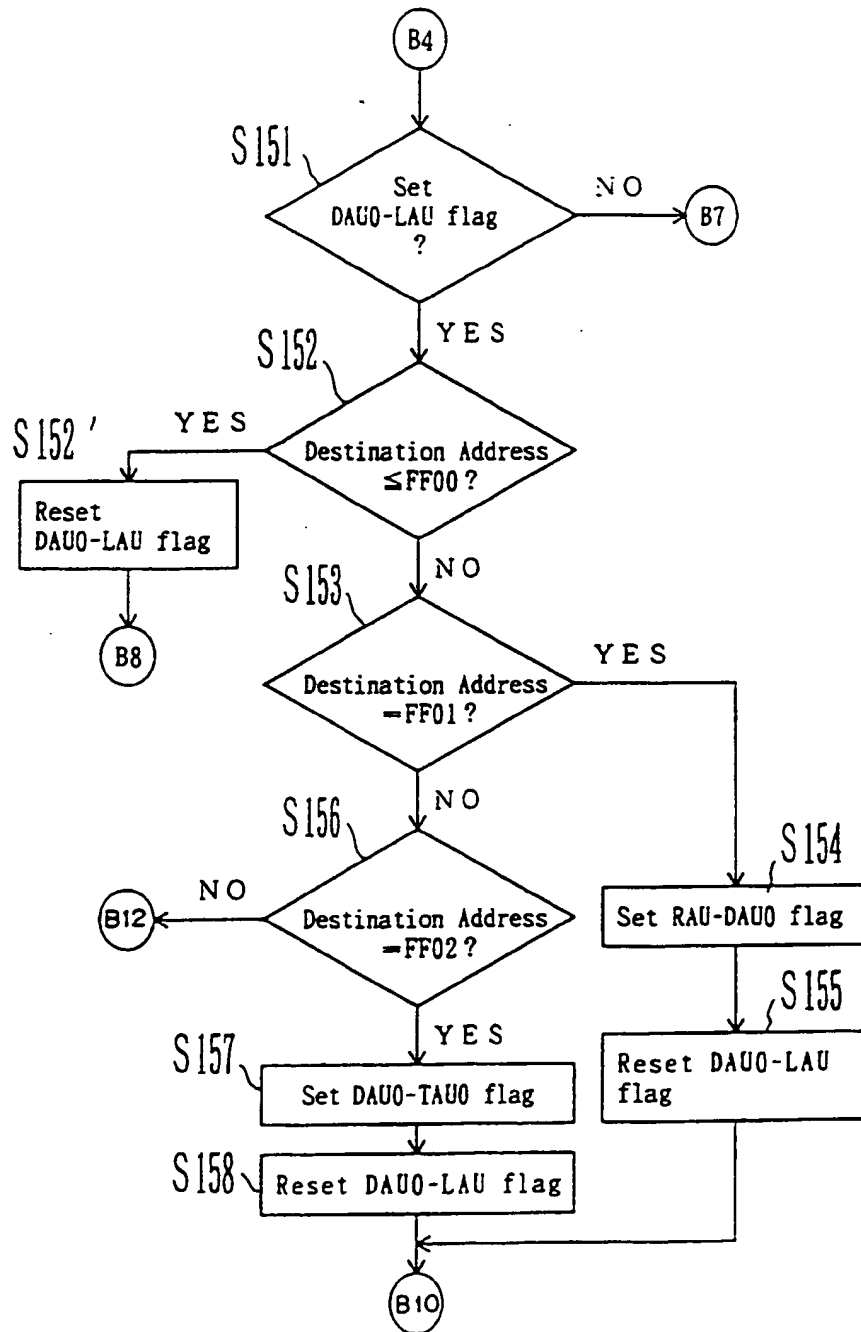 B4
S151
Set
DAU0-LAU flag
?
NO
B7
YES
S152
Destination Address
≦FF00?
YES
S152'
Reset
DAU0-LAU flag
B8
NO
S153
Destination Address
=FF01?
YES
NO
S156
Destination Address
=FF02?
NO
B12
S154
Set RAU-DAU0 flag
S155
Reset DAU0-LAU
flag
YES
S157
Set DAU0-TAU0 flag
S158
Reset DAU0-LAU flag
B10